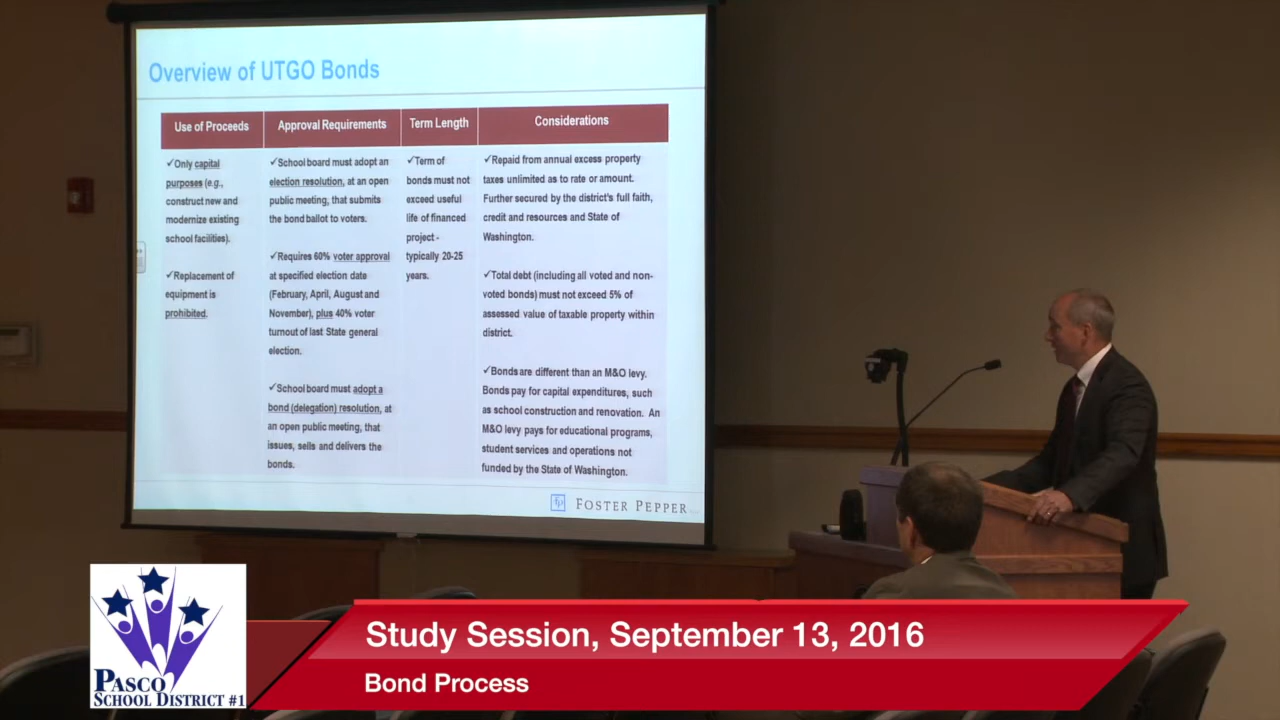 Overview of UTGO Bonds
Use of Proceeds
Approval Requirements
Term Length
Considerations
✓Only capital
purposes (e.g.,
construct new and
modernize existing
school facilities).
✓Replacement of
equipment is
prohibited.
✓School board must adopt an
election resolution, at an open
public meeting, that submits
the bond ballot to voters.
✓Requires 60% voter approval
at specified election date
(February, April, August and
November), plus 40% voter
turnout of last State general
election.
✓School board must adopt a
bond (delegation) resolution, at
an open public meeting, that
issues, sells and delivers the
bonds.
✓Term of
bonds must not
exceed useful
life of financed
project -
typically 20-25
years.
✓Repaid from annual excess property
taxes unlimited as to rate or amount.
Further secured by the district's full faith,
credit and resources and State of
Washington.
✓Total debt (including all voted and non-
voted bonds) must not exceed 5% of
assessed value of taxable property within
district.
✓Bonds are different than an M&O levy.
Bonds pay for capital expenditures, such
as school construction and renovation. An
M&O levy pays for educational programs,
student services and operations not
funded by the State of Washington.
fp FOSTER PEPPER
Study Session, September 13, 2016
Bond Process
PASCO
SCHOOL DISTRICT #1